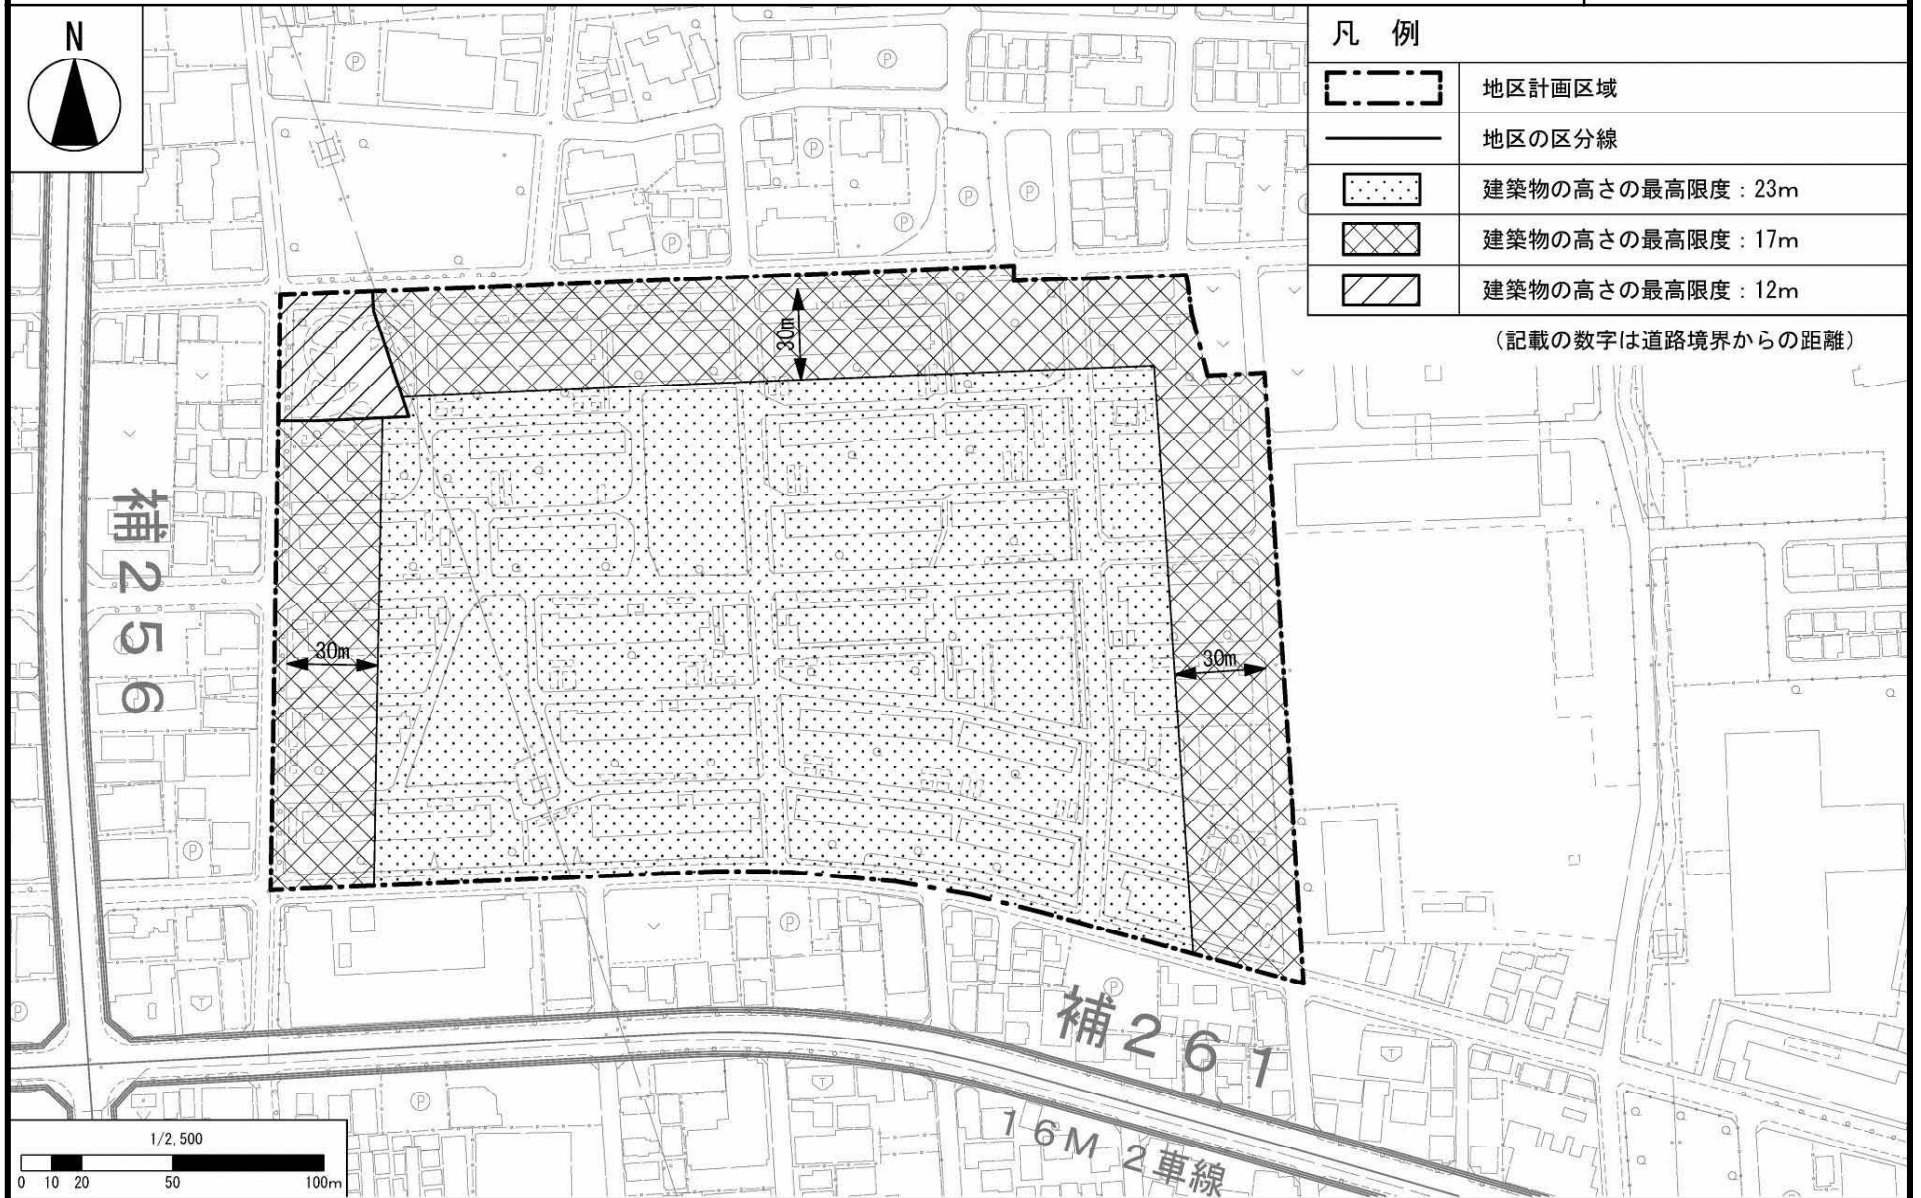 N
凡 例
地区計画区域
地区の区分線
建築物の高さの最高限度：23m
建築物の高さの最高限度：17m
建築物の高さの最高限度：12m
（記載の数字は道路境界からの距離）
P
P
P
P
P
P
P
P
30m
補256
30m
30m
P
P
P
P
補261
T
T
T
P
16M 2車線
1/2,500
0 10 20 50 100m